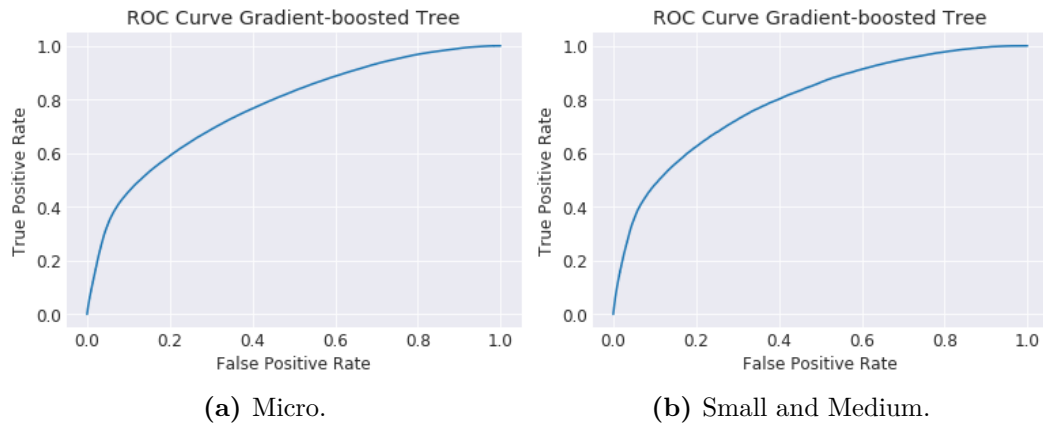 ROC Curve Gradient-boosted Tree
True Positive Rate
1.0
0.8
0.6
0.4
0.2
0.0
0.0 0.2 0.4 0.6 0.8 1.0
False Positive Rate
(a) Micro.
ROC Curve Gradient-boosted Tree
True Positive Rate
1.0
0.8
0.6
0.4
0.2
0.0
0.0 0.2 0.4 0.6 0.8 1.0
False Positive Rate
(b) Small and Medium.